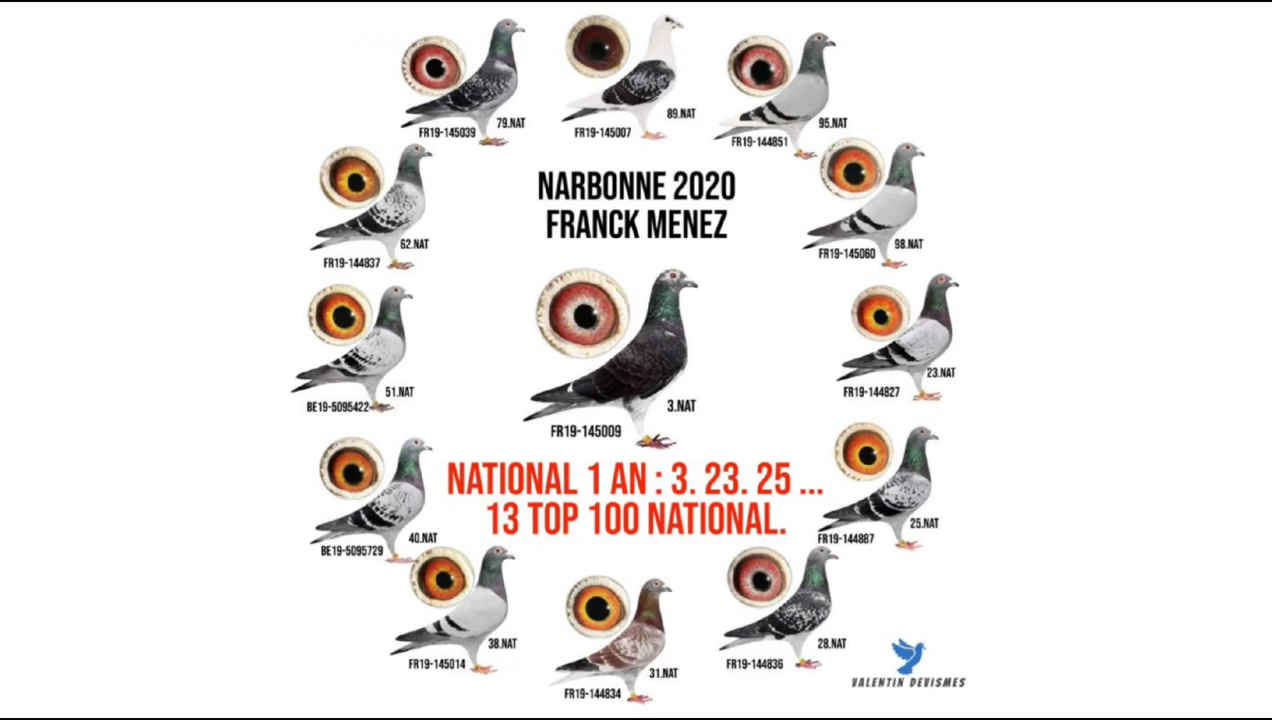 79.NAT
FR19-145039
89.NAT
FR19-145007
95.NAT
FR19-144851
62.NAT
FR19-144837
NARBONNE 2020
FRANCK MENEZ
98.NAT
FR19-145060
51.NAT
BE19-5095422
3.NAT
FR19-145009
23.NAT
FR19-144827
NATIONAL 1 AN : 3. 23. 25 ...
13 TOP 100 NATIONAL.
40.NAT
BE19-5095729
25.NAT
FR19-144887
38.NAT
FR19-145014
31.NAT
FR19-144834
28.NAT
FR19-144836
VALENTIN DEVISMES